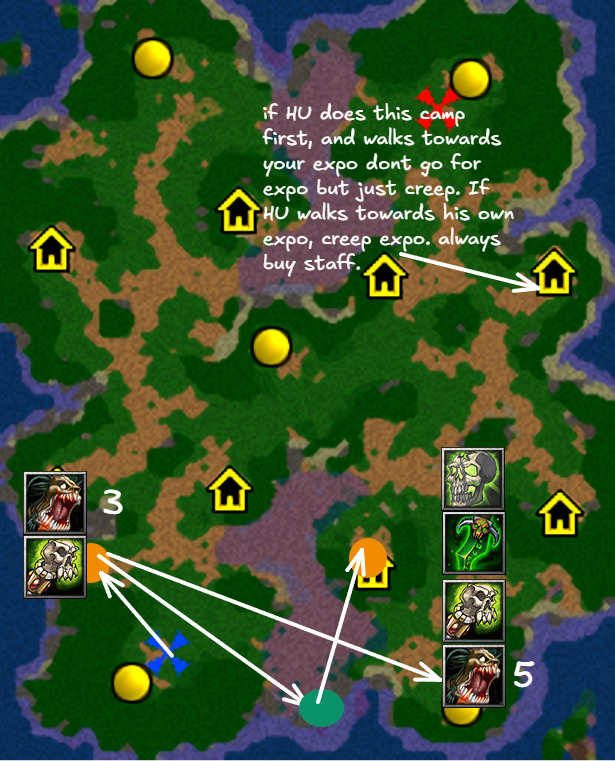 if HU does this camp
first, and walks towards
your expo dont go for
expo but just creep. If
HU walks towards his own
expo, creep expo. always
buy staff.
3
5